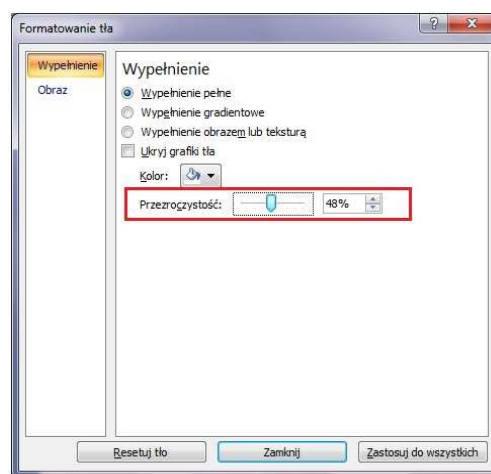 Formatowanie tła
Wypełnienie
Obraz
Wypełnienie
Wypełnienie pełne
Wypełnienie gradientowe
Wypełnienie obrazem lub teksturą
Ukryj grafiki tła
Kolor:
Przezroczystość: 48%
Resetuj tło Zamknij Zastosuj do wszystkich